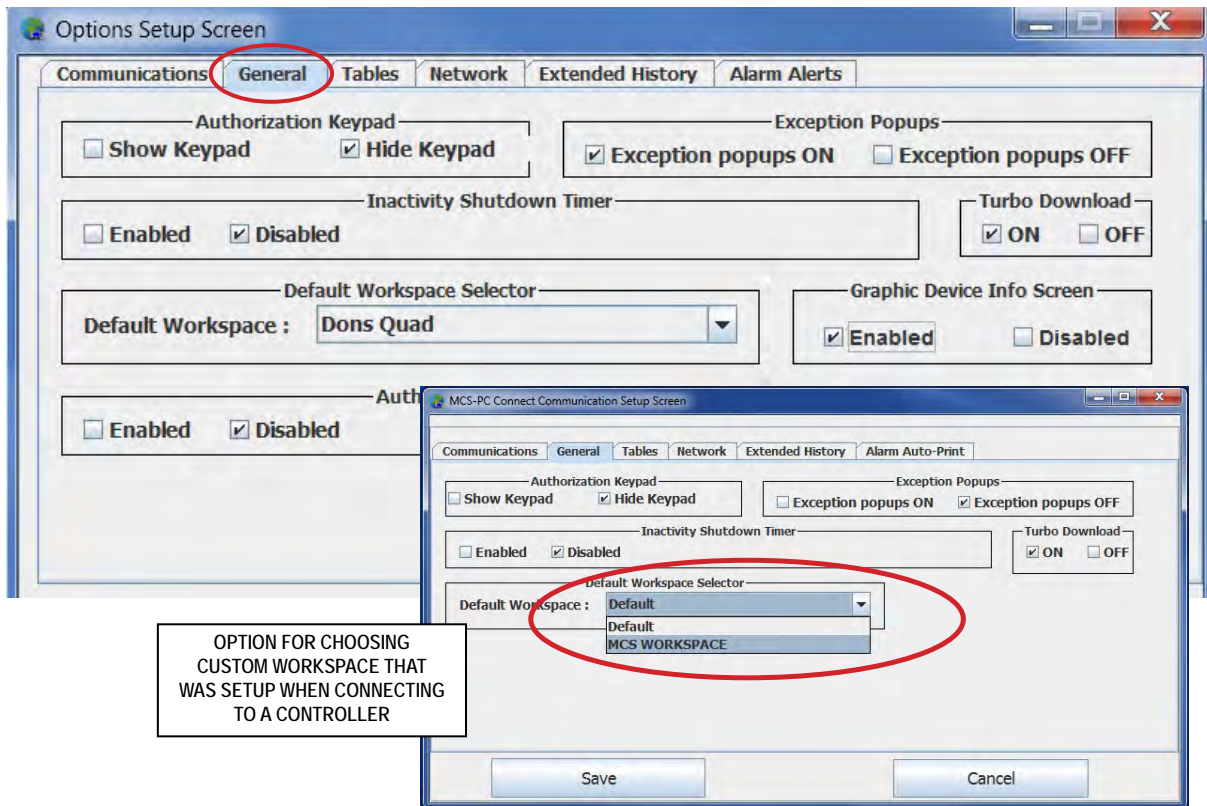 Options Setup Screen
Communications General Tables Network Extended History Alarm Alerts
Authorization Keypad
Show Keypad Hide Keypad
Exception Popups
Exception popups ON Exception popups OFF
Inactivity Shutdown Timer
Enabled Disabled
Turbo Download
ON OFF
Default Workspace Selector
Default Workspace : Dons Quad
Graphic Device Info Screen
Enabled Disabled
Auth
Enabled Disabled
MCS-PC Connect Communication Setup Screen
Communications General Tables Network Extended History Alarm Auto-Print
Authorization Keypad
Show Keypad Hide Keypad
Exception Popups
Exception popups ON Exception popups OFF
Inactivity Shutdown Timer
Enabled Disabled
Turbo Download
ON OFF
Default Workspace Selector
Default Workspace : Default
Default
MCS WORKSPACE
Save Cancel
OPTION FOR CHOOSING
CUSTOM WORKSPACE THAT
WAS SETUP WHEN CONNECTING
TO A CONTROLLER